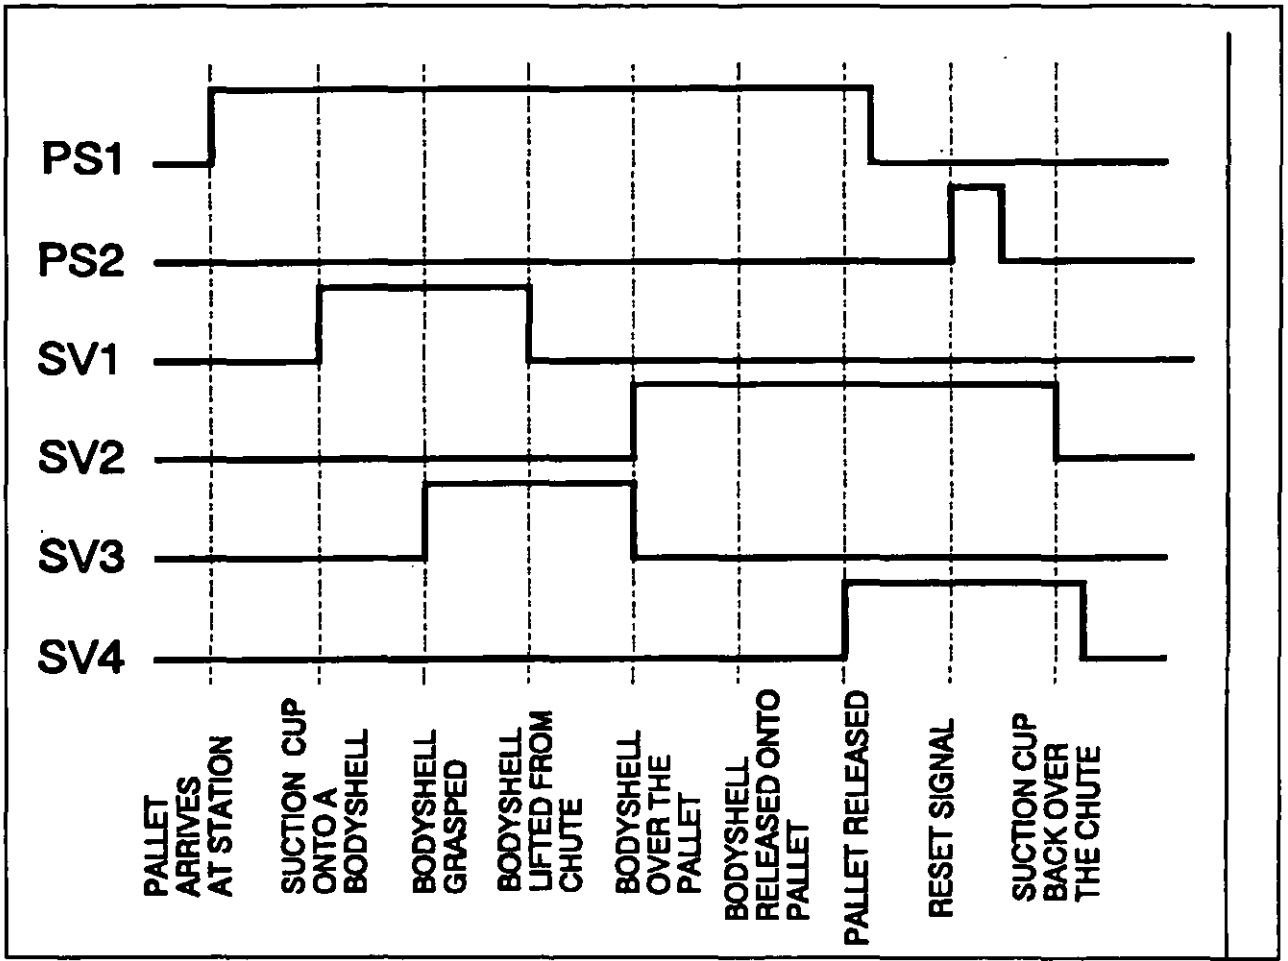 PS1
PS2
SV1
SV2
SV3
SV4
PALLET
ARRIVES
AT STATION
SUCTION CUP
ONTO A
BODYSHELL
BODYSHELL
GRASPED
BODYSHELL
LIFTED FROM
CHUTE
BODYSHELL
OVER THE
PALLET
BODYSHELL
RELEASED ONTO
PALLET
PALLET RELEASED
RESET SIGNAL
SUCTION CUP
BACK OVER
THE CHUTE